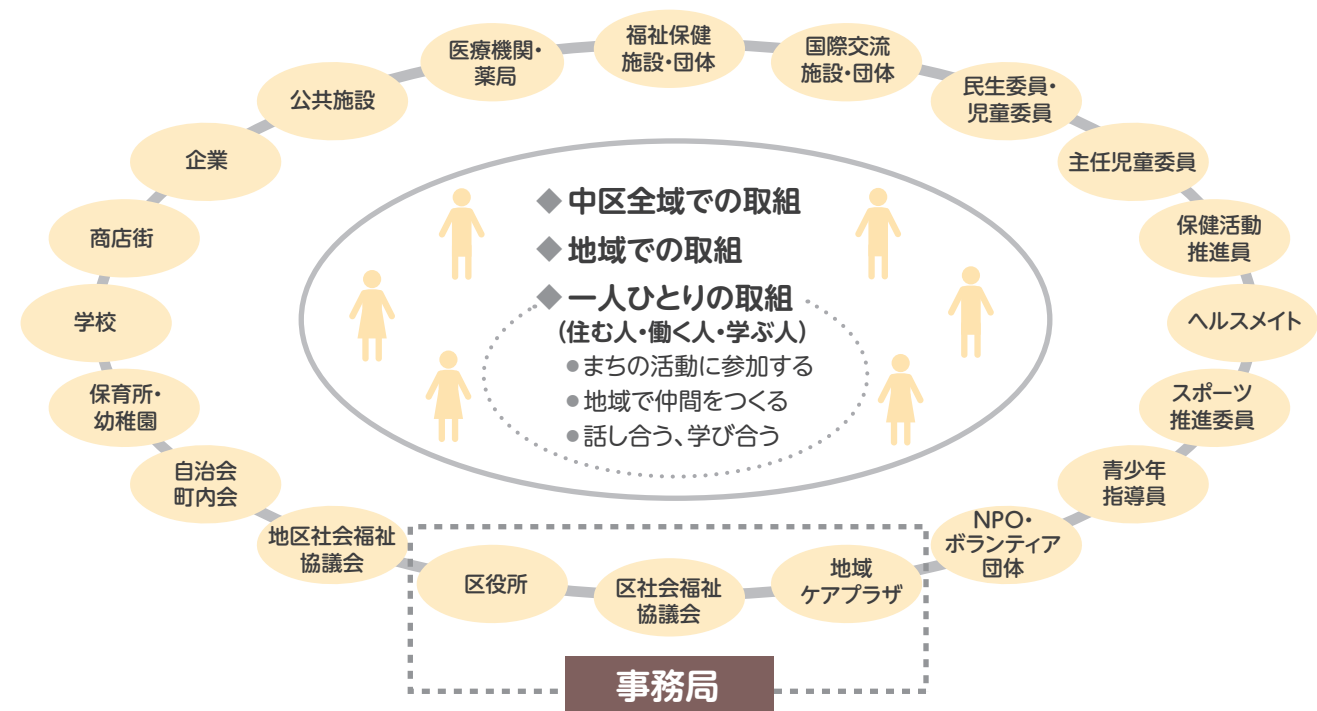 福祉保健
施設・団体
国際交流
施設・団体
民生委員・
児童委員
主任児童委員
保健活動
推進員
ヘルスメイト
スポーツ
推進委員
青少年
指導員
NPO・
ボランティア
団体
地域
ケアプラザ
区社会福祉
協議会
区役所
地区社会福祉
協議会
自治会
町内会
保育所・
幼稚園
学校
商店街
企業
公共施設
医療機関・
薬局
◆ 中区全域での取組
◆ 地域での取組
◆ 一人ひとりの取組
(住む人・働く人・学ぶ人)
● まちの活動に参加する
● 地域で仲間をつくる
● 話し合う、学び合う
事務局